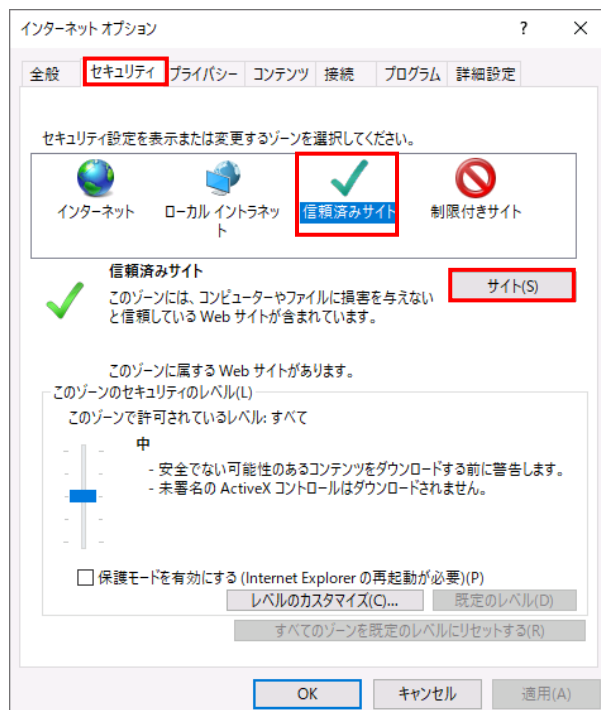 インターネット オプション
? ×
全般 セキュリティ プライバシー コンテンツ 接続 プログラム 詳細設定
セキュリティ設定を表示または変更するゾーンを選択してください。
インターネット
ローカル イントラネッ
ト
信頼済みサイト
制限付きサイト
信頼済みサイト
サイト(S)
このゾーンには、コンピューターやファイルに損害を与えない
と信頼している Web サイトが含まれています。
このゾーンに属する Web サイトがあります。
このゾーンのセキュリティのレベル(L)
このゾーンで許可されているレベル: すべて
中
- 安全でない可能性のあるコンテンツをダウンロードする前に警告します。
- 未署名の ActiveX コントロールはダウンロードされません。
保護モードを有効にする (Internet Explorer の再起動が必要)(P)
レベルのカスタマイズ(C)... 既定のレベル(D)
すべてのゾーンを既定のレベルにリセットする(R)
OK キャンセル 適用(A)